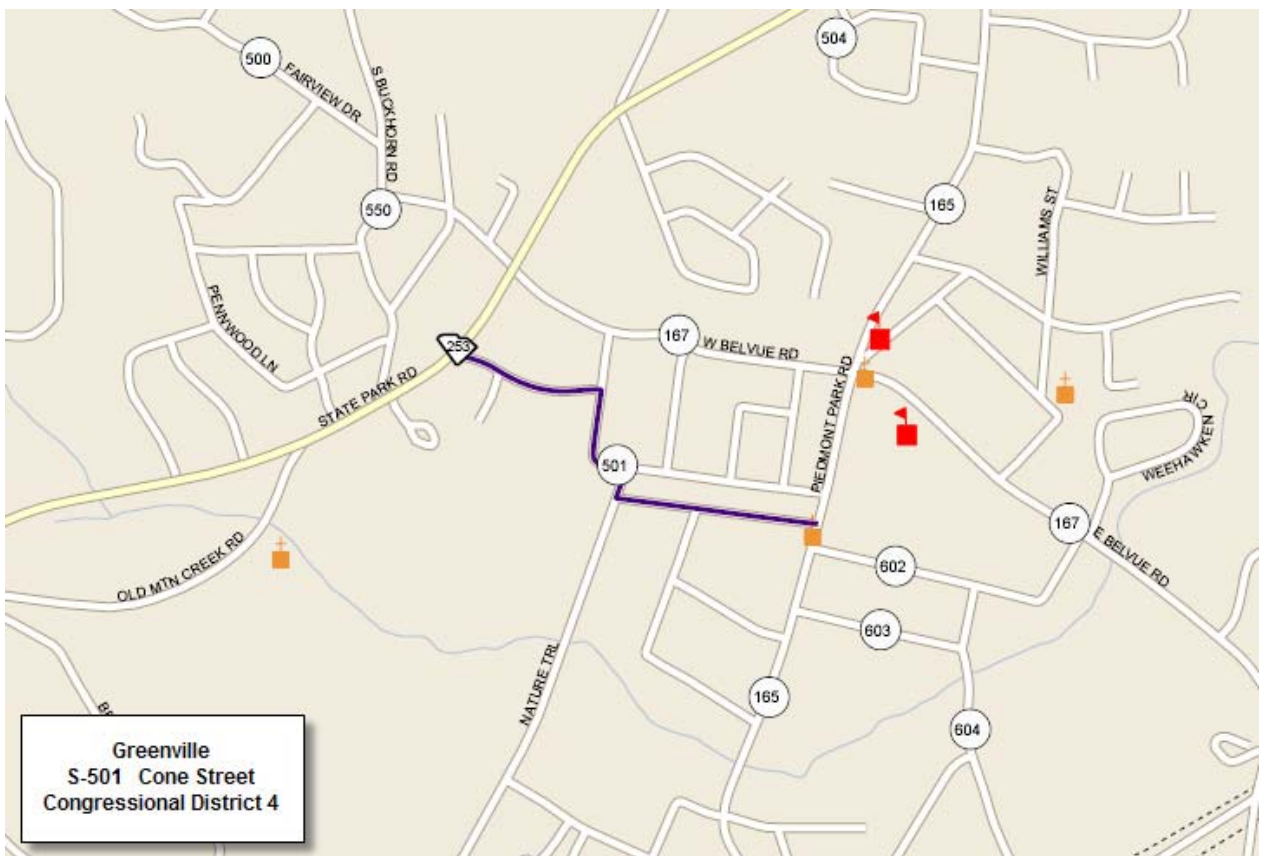 504
500
FAIRVIEW DR
S BUCKHORN RD
550
165
WILLIAMS ST
PENNWOOD LN
253
STATE PARK RD
167
W BELVUE RD
PIEDMONT PARK RD
501
WEEHAWKEN CIR
167
E BELVUE RD
OLD MTN CREEK RD
602
603
NATURE TRL
165
604
Greenville
S-501 Cone Street
Congressional District 4